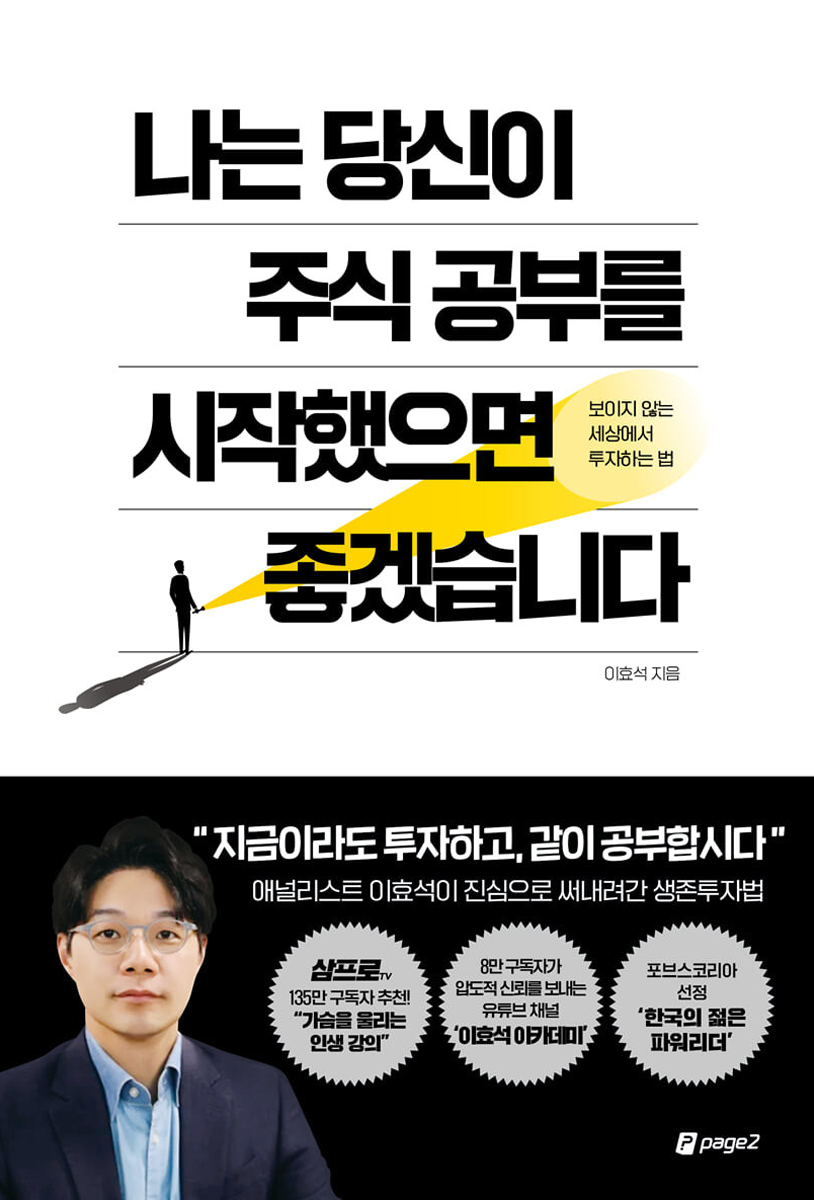 나는 당신이
주식 공부를
시작했으면
좋겠습니다
보이지 않는
세상에서
투자하는 법
이효석 지음
“지금이라도 투자하고, 같이 공부합시다”
애널리스트 이효석이 진심으로 써내려간 생존투자법
삼프로TV
135만 구독자 추천!
“가슴을 울리는
인생 강의”
8만 구독자가
압도적 신뢰를 보내는
유튜브 채널
‘이효석 아카데미’
포브스코리아
선정
‘한국의 젊은
파워리더’
page2